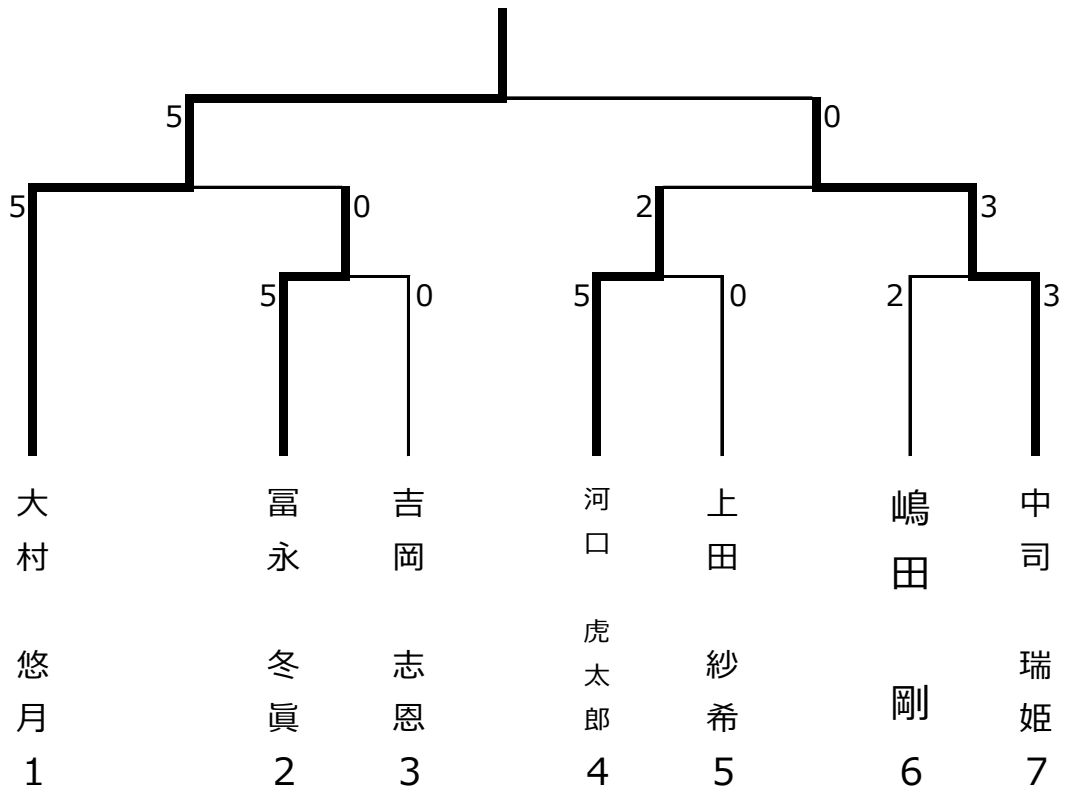 5 0
5 0 2 3
5 0 5 0 2 3
大村 悠月
冨永 冬眞
吉岡 志恩
河口 虎太郎
上田 紗希
嶋田 剛
中司 瑞姫
1 2 3 4 5 6 7